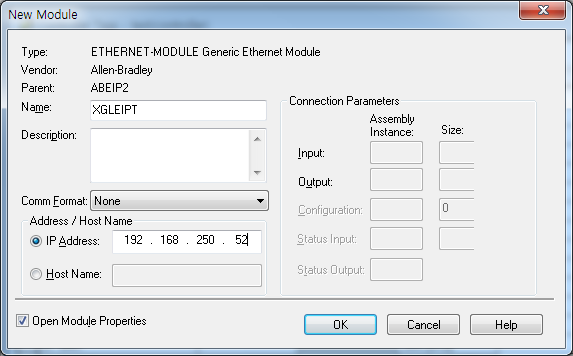 New Module
Type: ETHERNET-MODULE Generic Ethernet Module
Vendor: Allen-Bradley
Parent: ABEIP2
Name: XGLEIPT
Description:
Comm Format: None
Address / Host Name
IP Address: 192 . 168 . 250 . 52
Host Name:
Connection Parameters
Assembly
Instance: Size:
Input:
Output:
Configuration: 0
Status Input:
Status Output:
Open Module Properties
OK Cancel Help